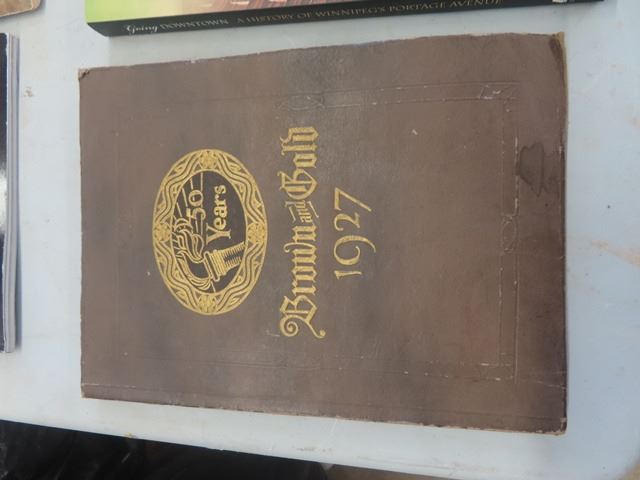 Going DOWNTOWN A HISTORY OF WINNIPEG'S PORTAGE AVENUE
50
Years
Brown and Gold
1927